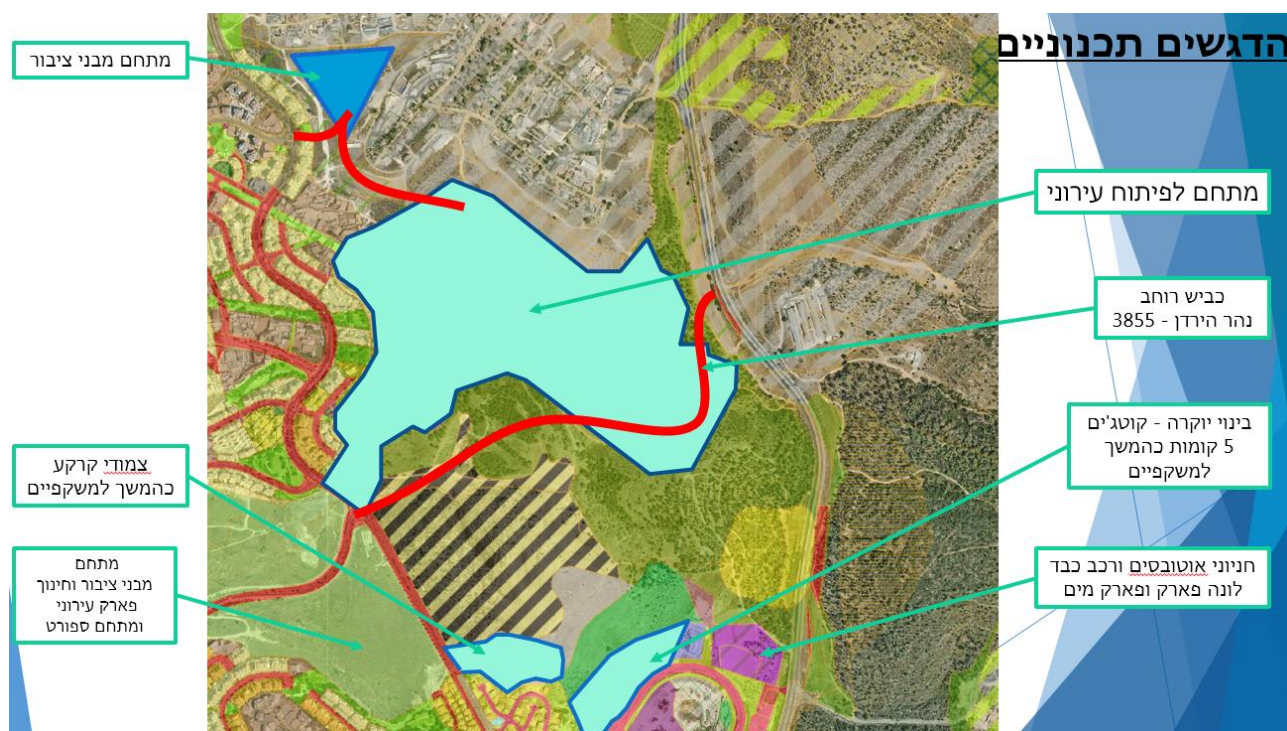 הדגשים תכנוניים
מתחם מבני ציבור
מתחם לפיתוח עירוני
כביש רוחב
נהר הירדן - 3855
בינוי יוקרה - קוטג'ים
5 קומות כהמשך
למשקפיים
צמודי קרקע
כהמשך למשקפיים
מתחם
מבני ציבור וחינוך
פארק עירוני
ומתחם ספורט
חניוני אוטובסים ורכב כבד
לונה פארק ופארק מים